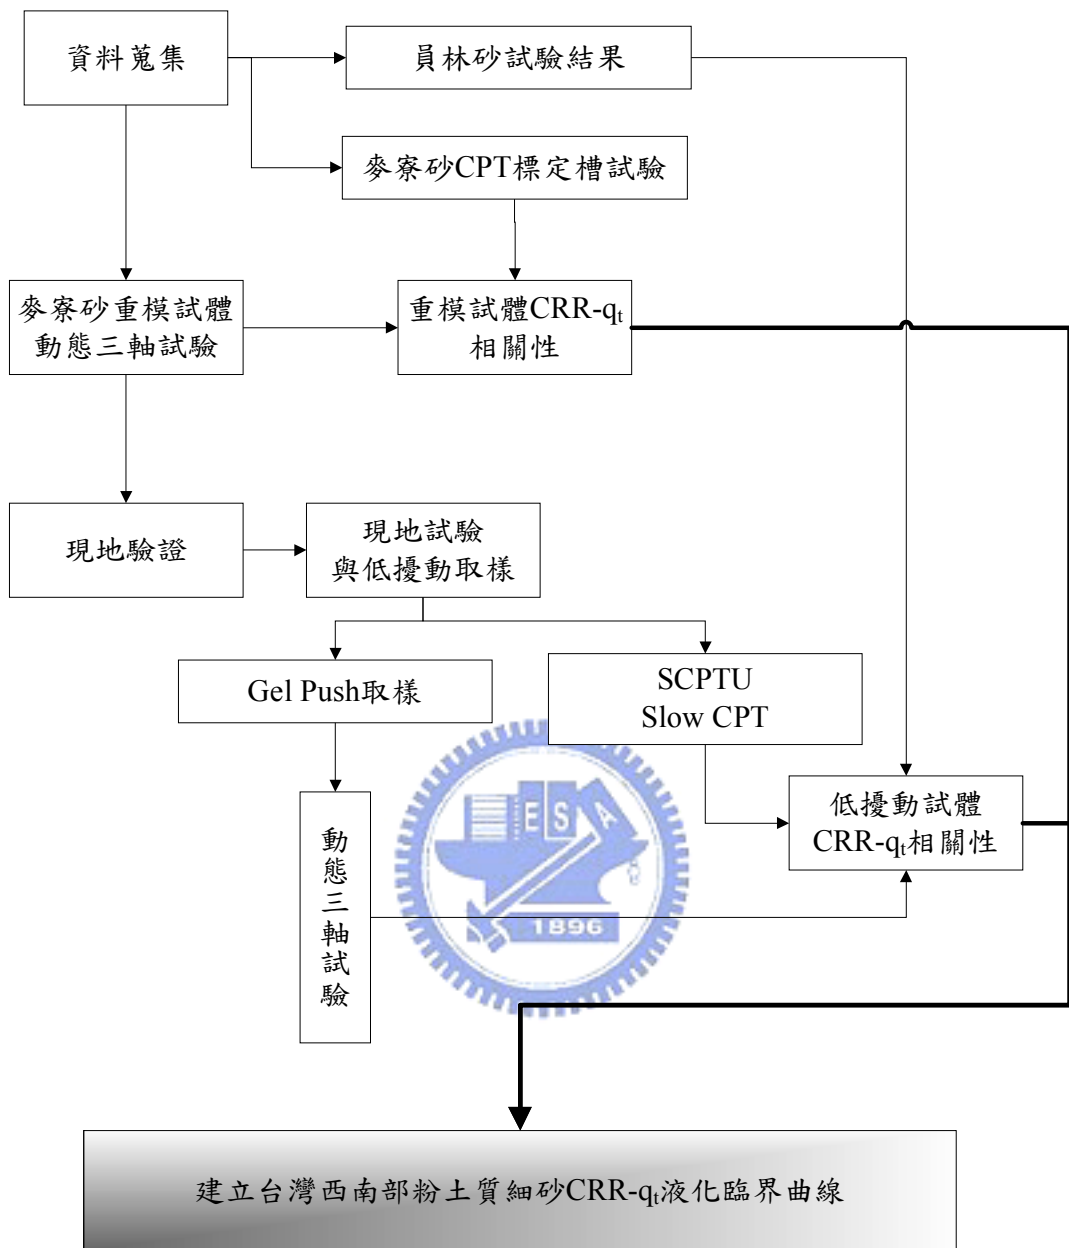 資料蒐集
員林砂試驗結果
麥寮砂CPT標定槽試驗
麥寮砂重模試體
動態三軸試驗
重模試體CRR-qt
相關性
現地驗證
現地試驗
與低擾動取樣
Gel Push取樣
SCPTU
Slow CPT
動態三軸試驗
低擾動試體
CRR-qt相關性
ESA
1896
建立台灣西南部粉土質細砂CRR-qt液化臨界曲線